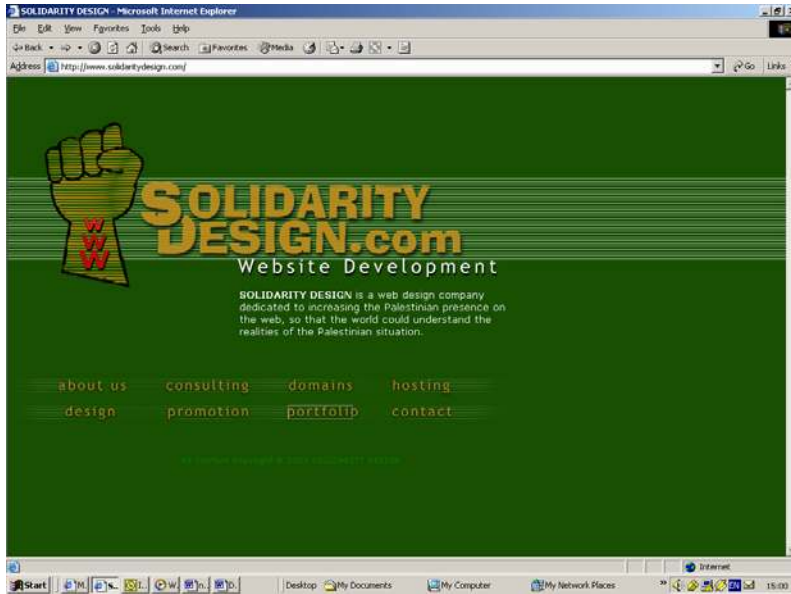 SOLIDARITY DESIGN - Microsoft Internet Explorer
File Edit View Favorites Tools Help
Back Search Favorites Media
Address http://www.solidaritydesign.com/ Go Links
SOLIDARITY
DESIGN.com
WWW
Website Development
SOLIDARITY DESIGN is a web design company
dedicated to increasing the Palestinian presence on
the web, so that the world could understand the
realities of the Palestinian situation.
about us consulting domains hosting
design promotion portfolio contact
Internet
Start Desktop My Documents My Computer My Network Places EN 15:00